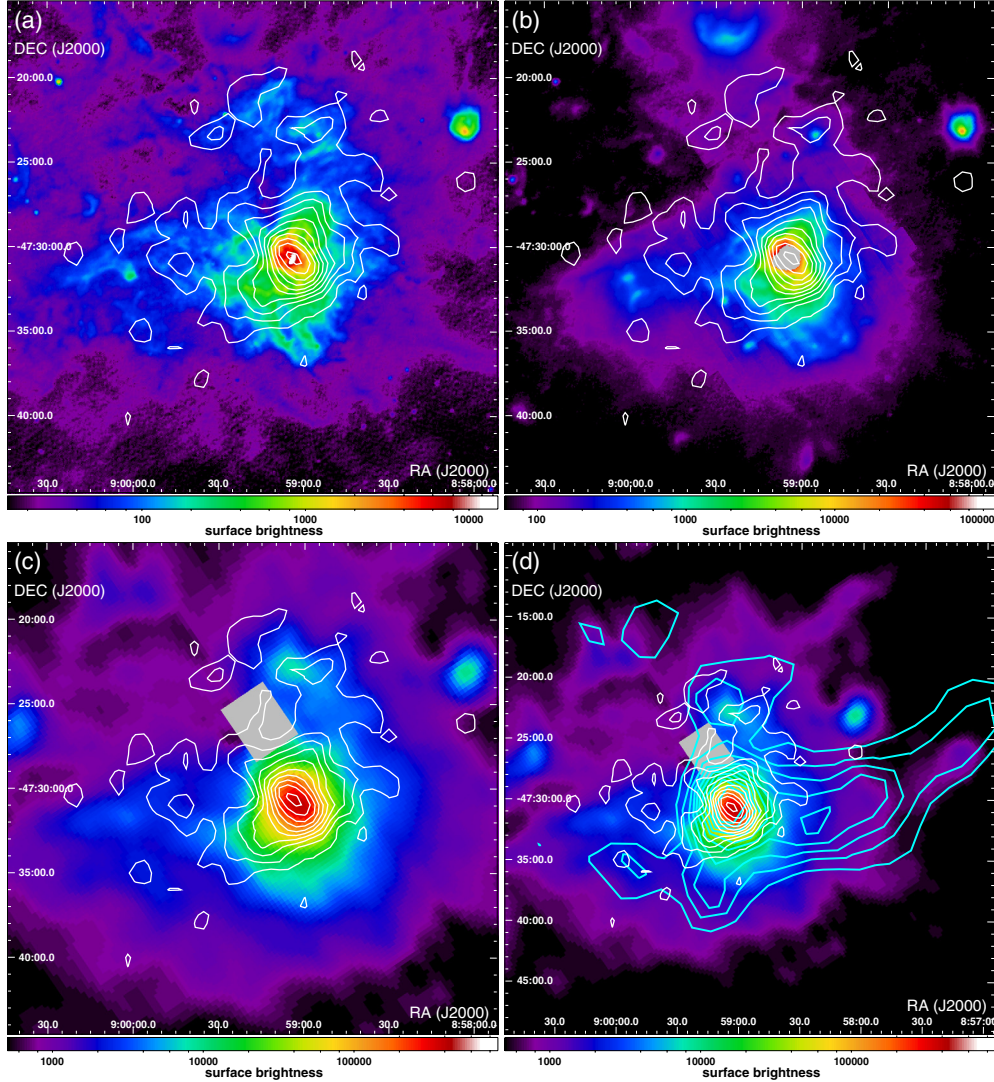 (a)
DEC (J2000)
20:00.0
25:00.0
-47:30:00.0
35:00.0
40:00.0
RA (J2000)
30.0 9:00:00.0 30.0 59:00.0 30.0 8:58:00.0
100 1000 10000
surface brightness
(b)
DEC (J2000)
20:00.0
25:00.0
-47:30:00.0
35:00.0
40:00.0
RA (J2000)
30.0 9:00:00.0 30.0 59:00.0 30.0 8:58:00.0
100 1000 10000 100000
surface brightness
(c)
DEC (J2000)
20:00.0
25:00.0
-47:30:00.0
35:00.0
40:00.0
RA (J2000)
30.0 9:00:00.0 30.0 59:00.0 30.0 8:58:00.0
1000 10000 100000
surface brightness
(d)
DEC (J2000)
15:00.0
20:00.0
25:00.0
-47:30:00.0
35:00.0
40:00.0
45:00.0
RA (J2000)
30.0 9:00:00.0 30.0 59:00.0 30.0 58:00.0 30.0 8:57:00.0
1000 10000 100000
surface brightness